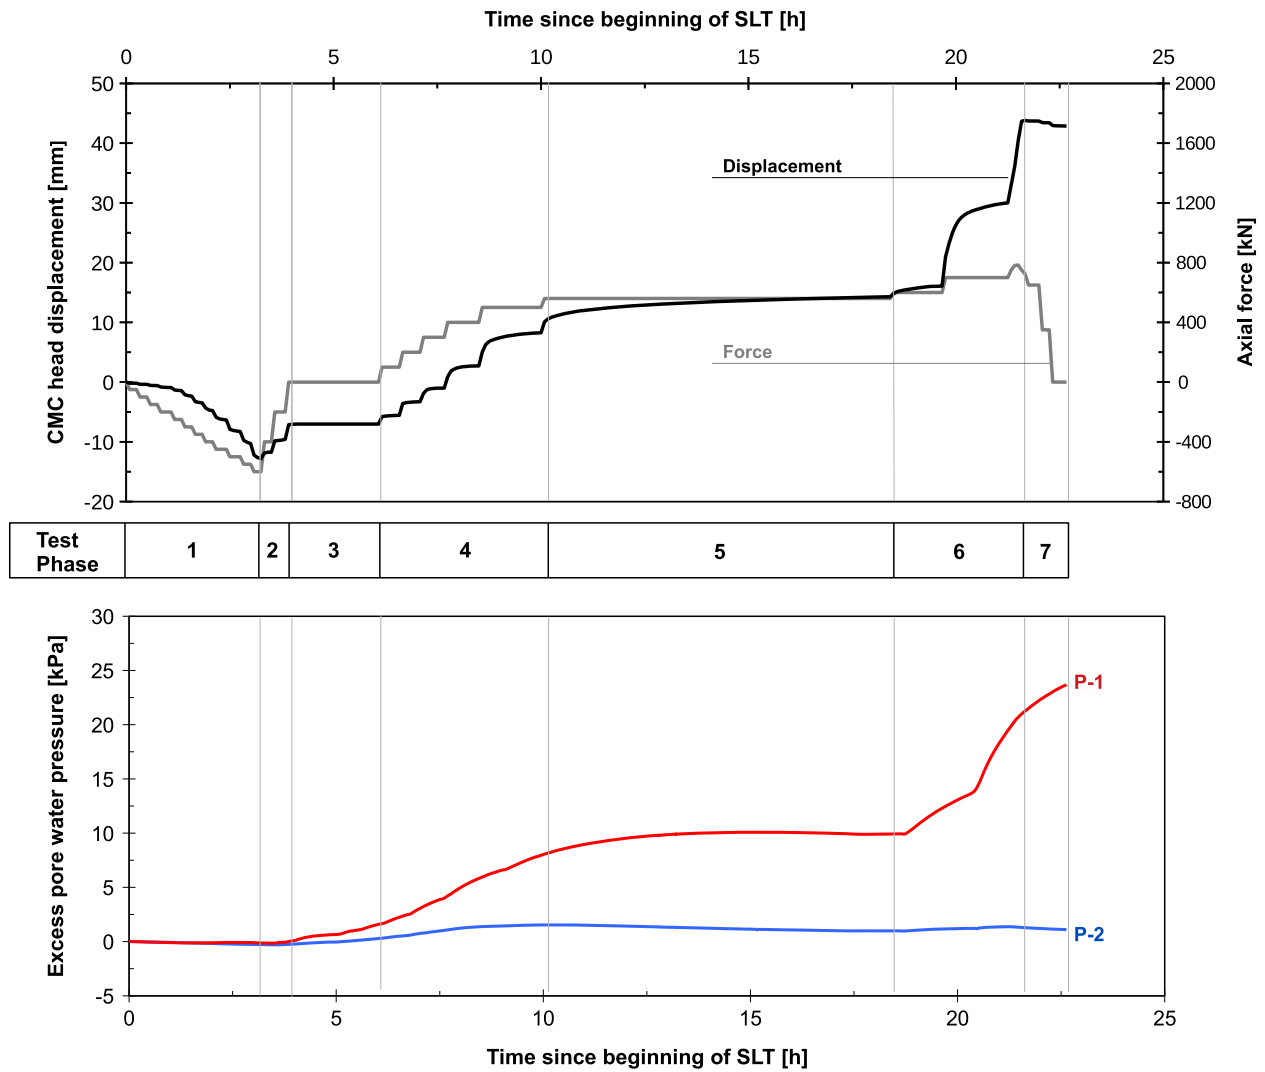 Time since beginning of SLT [h]
0 5 10 15 20 25
50 2000
40 1600
30 1200
20 800
10 400
0 0
-10 -400
-20 -800
CMC head displacement [mm]
Axial force [kN]
Displacement
Force
Test
Phase
1 2 3 4 5 6 7
30
25
20
15
10
5
0
-5
Excess pore water pressure [kPa]
P-1
P-2
0 5 10 15 20 25
Time since beginning of SLT [h]